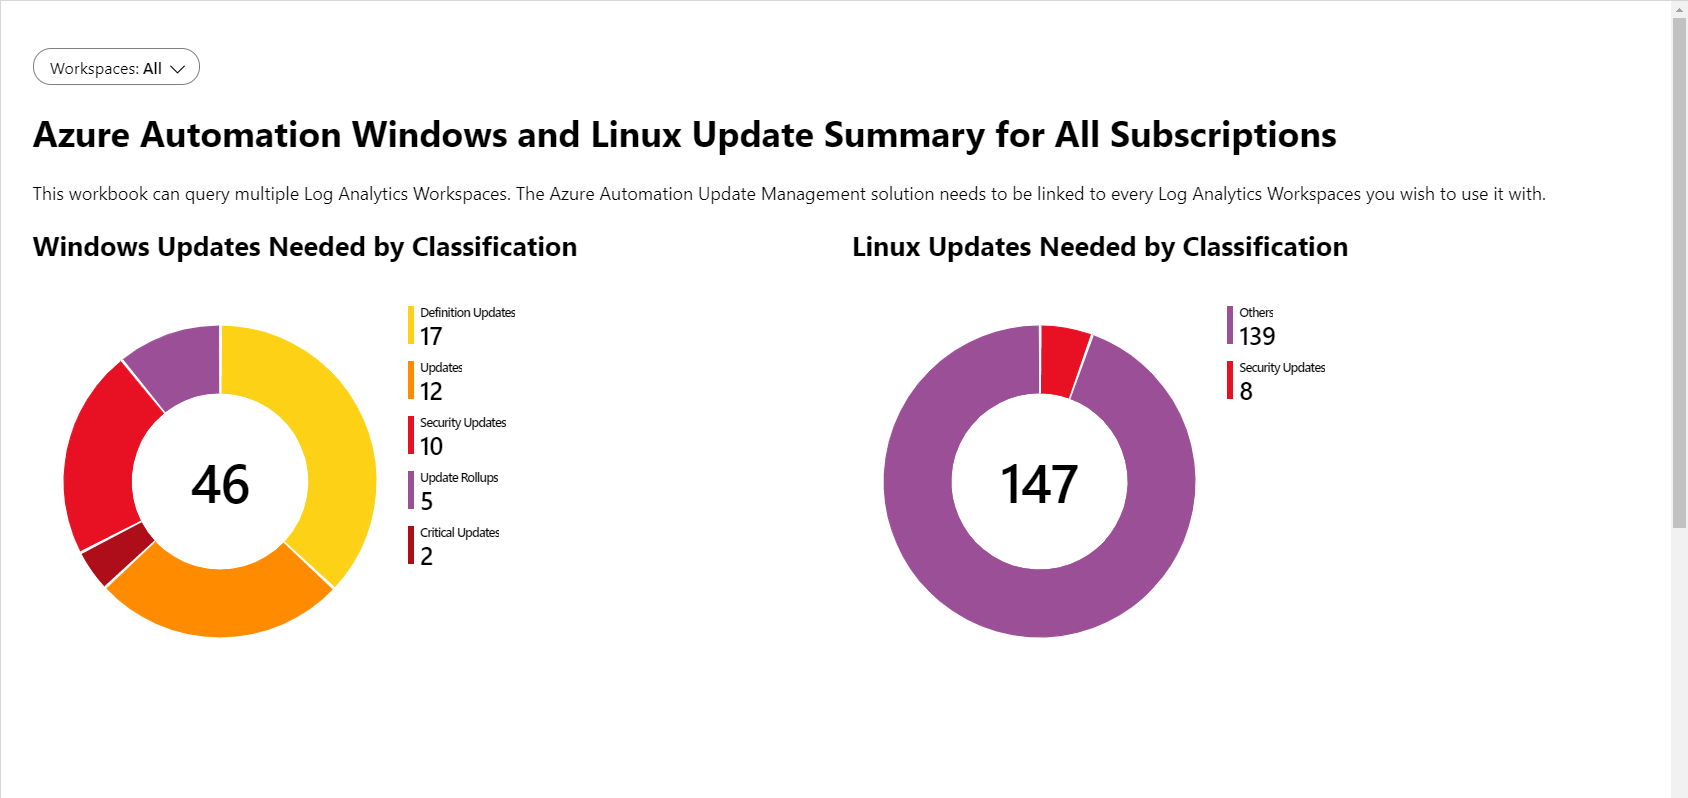 Workspaces: All
Azure Automation Windows and Linux Update Summary for All Subscriptions
This workbook can query multiple Log Analytics Workspaces. The Azure Automation Update Management solution needs to be linked to every Log Analytics Workspaces you wish to use it with.
Windows Updates Needed by Classification
46
Definition Updates
17
Updates
12
Security Updates
10
Update Rollups
5
Critical Updates
2
Linux Updates Needed by Classification
147
Others
139
Security Updates
8